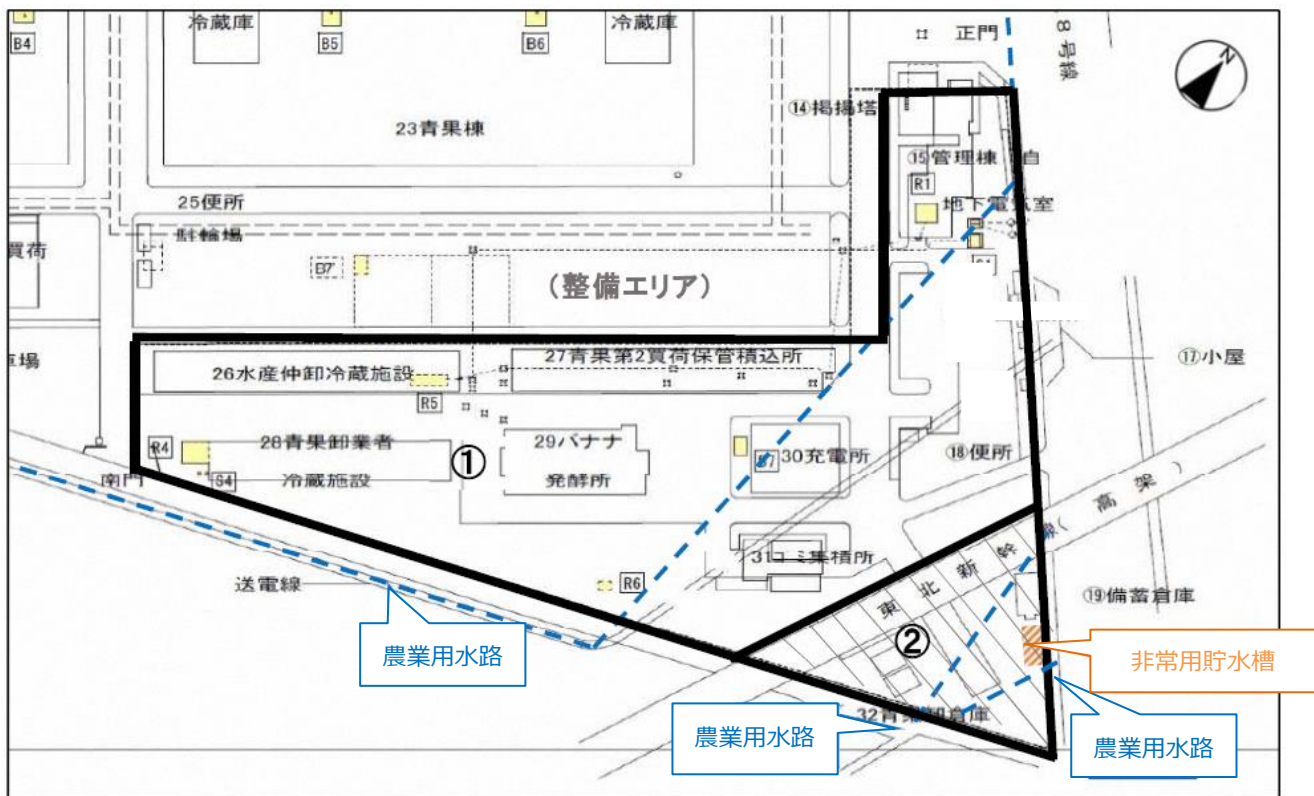 冷蔵庫
冷蔵庫
正門
8号線
N
B4
B5
B6
⑭掲揚塔
23青果棟
⑮管理棟
自
R1
地下電気室
25便所
駐輪場
買荷
B7
(整備エリア)
27青果第2買荷保管積込所
⑰小屋
26水産仲卸冷蔵施設
R5
R4
28青果卸業者
冷蔵施設
①
29バナナ
発酵所
30充電所
⑱便所
南門
G4
東北新幹線(高架)
31ゴミ集積所
送電線
R6
⑲備蓄倉庫
農業用水路
②
非常用貯水槽
32青果卸倉庫
農業用水路
農業用水路